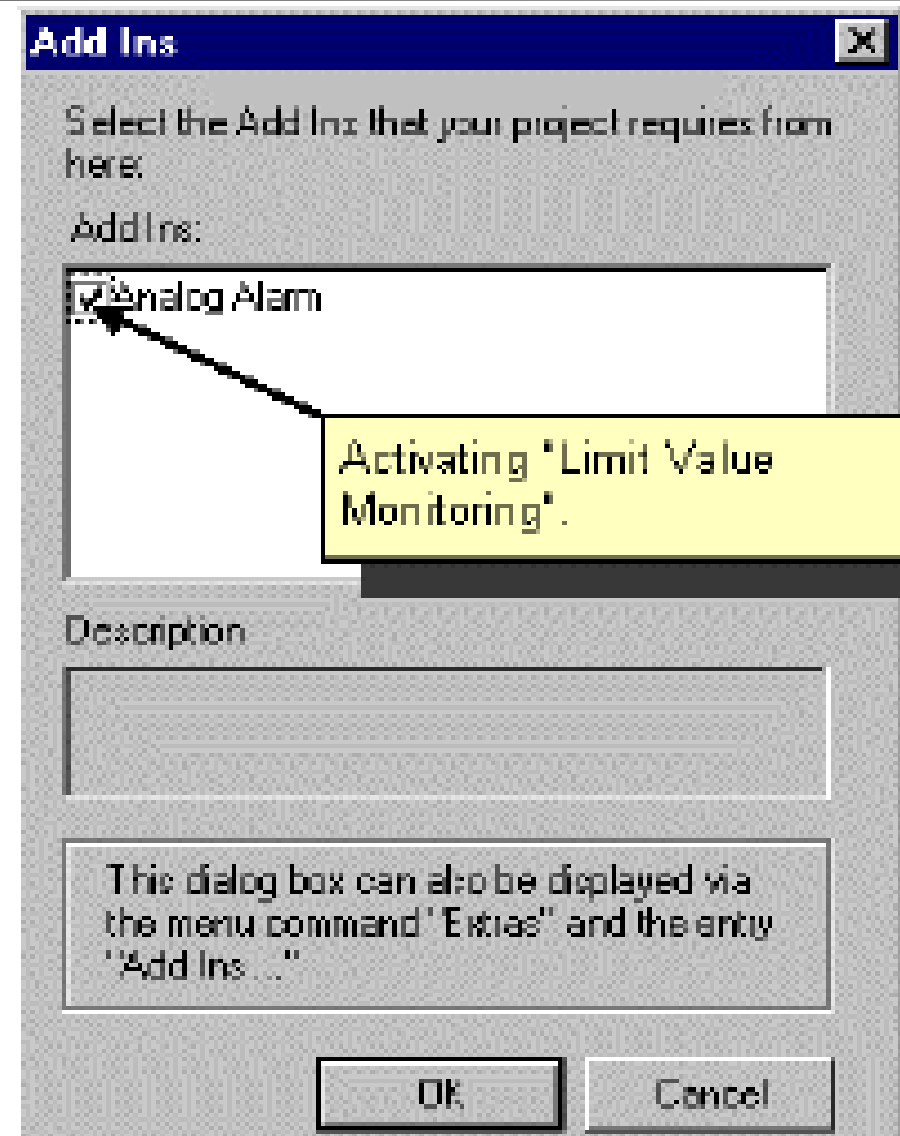 Add Ins
Select the Add Ins that your project requires from
here:
Add Ins:
Analog Alarm
Activating "Limit Value
Monitoring".
Description
This dialog box can also be displayed via
the menu command "Extras" and the entry
"Add Ins ..."
OK
Cancel